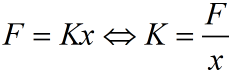 F = Kx ⇔ K = F/x